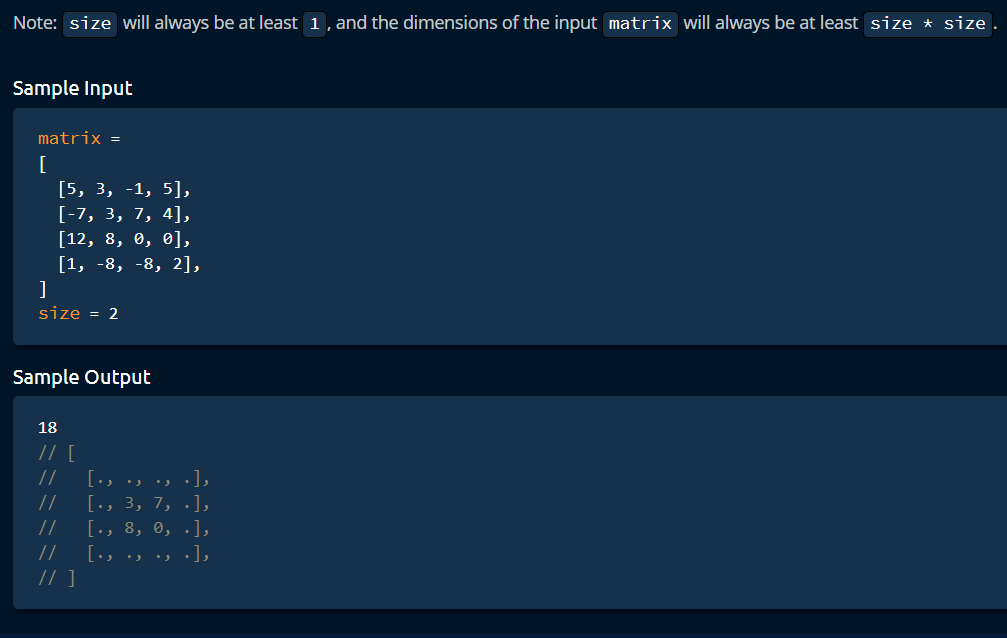 Note: size will always be at least 1, and the dimensions of the input matrix will always be at least size * size.
Sample Input
matrix =
[
  [5, 3, -1, 5],
  [-7, 3, 7, 4],
  [12, 8, 0, 0],
  [1, -8, -8, 2],
]
size = 2
Sample Output
18
// [
//   [., ., ., .],
//   [., 3, 7, .],
//   [., 8, 0, .],
//   [., ., ., .],
// ]